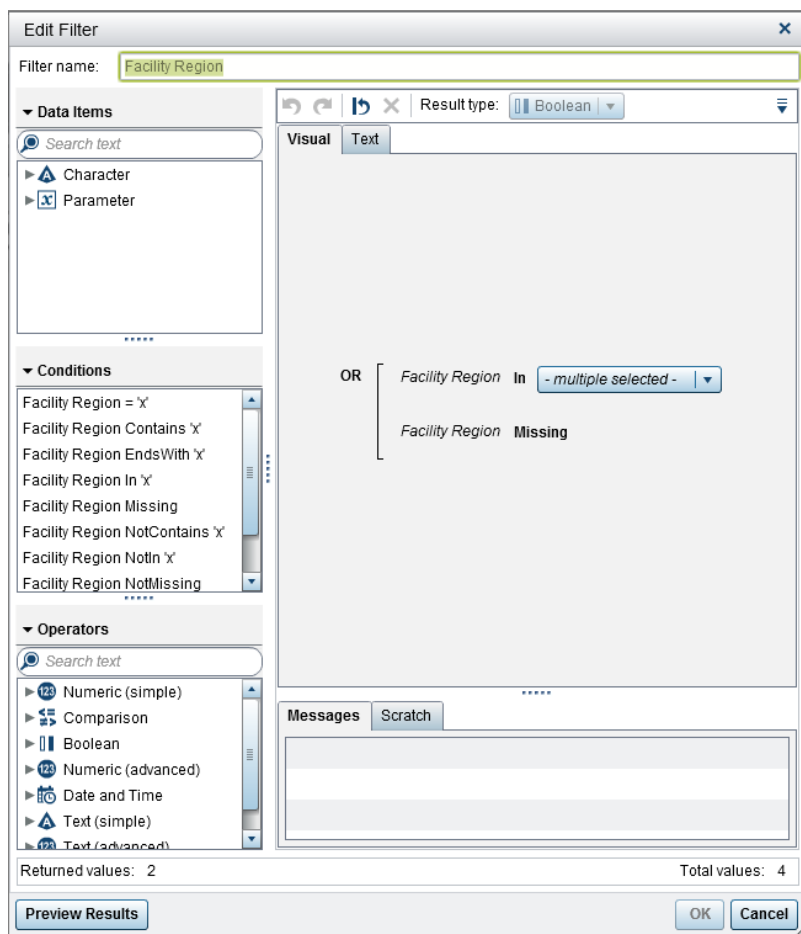 Edit Filter
Filter name: Facility Region
Data Items
Search text
Character
Parameter
Conditions
Facility Region = 'x'
Facility Region Contains 'x'
Facility Region EndsWith 'x'
Facility Region In 'x'
Facility Region Missing
Facility Region NotContains 'x'
Facility Region NotIn 'x'
Facility Region NotMissing
Operators
Search text
Numeric (simple)
Comparison
Boolean
Numeric (advanced)
Date and Time
Text (simple)
Text (advanced)
Result type: Boolean
Visual Text
OR Facility Region In - multiple selected -
Facility Region Missing
Messages Scratch
Returned values: 2 Total values: 4
Preview Results OK Cancel